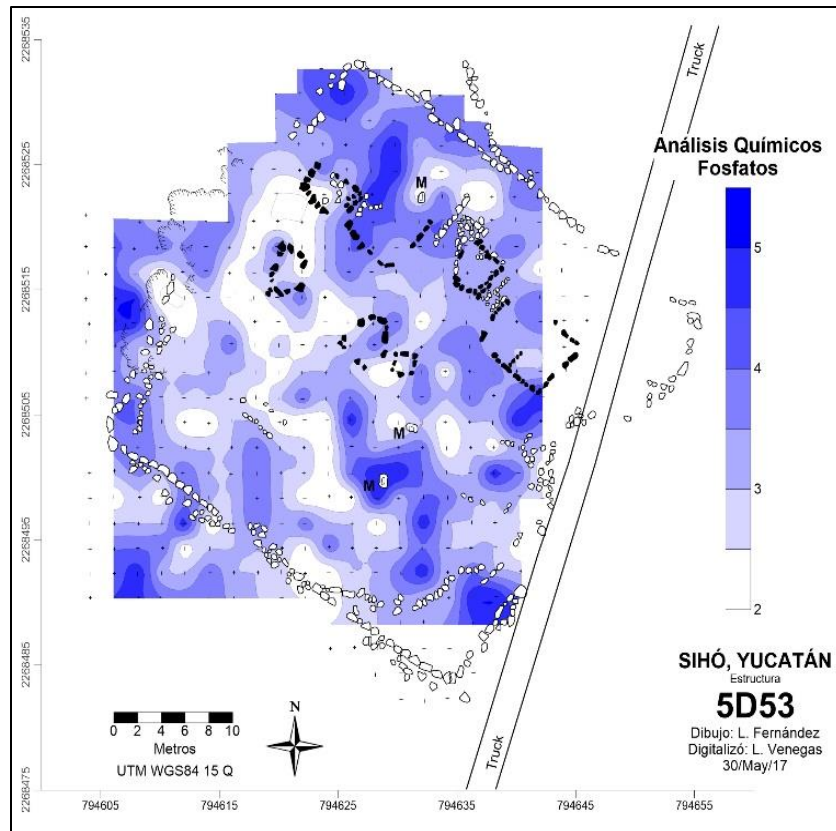 2268535
2268525
2268515
2268505
2268495
2268485
2268475
794605
794615
794625
794635
794645
794655
Truck
Truck
M
M
M
Análisis Químicos
Fosfatos
5
4
3
2
SIHÓ, YUCATÁN
Estructura
5D53
Dibujo: L. Fernández
Digitalizó: L. Venegas
30/May/17
N
0 2 4 6 8 10
Metros
UTM WGS84 15 Q